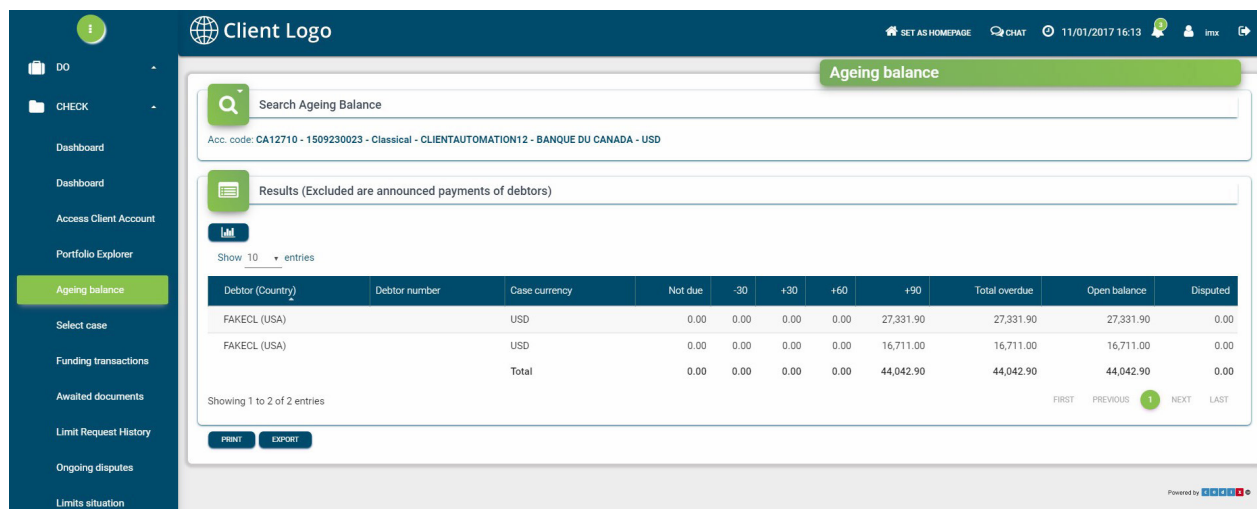 Client Logo
SET AS HOMEPAGE CHAT 11/01/2017 16:13 3 imx
DO
CHECK
Dashboard
Dashboard
Access Client Account
Portfolio Explorer
Ageing balance
Select case
Funding transactions
Awaited documents
Limit Request History
Ongoing disputes
Limits situation
Ageing balance
Search Ageing Balance
Acc. code: CA12710 - 1509230023 - Classical - CLIENTAUTOMATION12 - BANQUE DU CANADA - USD
Results (Excluded are announced payments of debtors)
Show 10 entries
Debtor (Country) Debtor number Case currency Not due -30 +30 +60 +90 Total overdue Open balance Disputed
FAKECL (USA) USD 0.00 0.00 0.00 0.00 27,331.90 27,331.90 27,331.90 0.00
FAKECL (USA) USD 0.00 0.00 0.00 0.00 16,711.00 16,711.00 16,711.00 0.00
Total 0.00 0.00 0.00 0.00 44,042.90 44,042.90 44,042.90 0.00
Showing 1 to 2 of 2 entries
FIRST PREVIOUS 1 NEXT LAST
PRINT EXPORT
Powered by